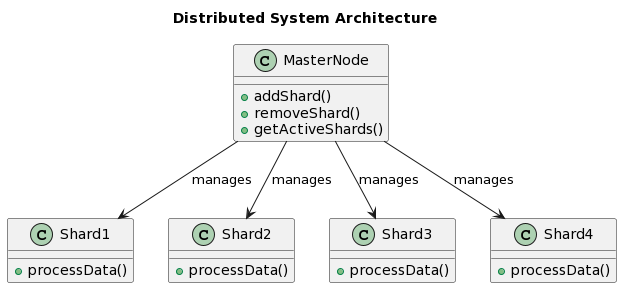 Distributed System Architecture
C MasterNode
addShard()
removeShard()
getActiveShards()
manages manages manages manages
C Shard1
processData()
C Shard2
processData()
C Shard3
processData()
C Shard4
processData()